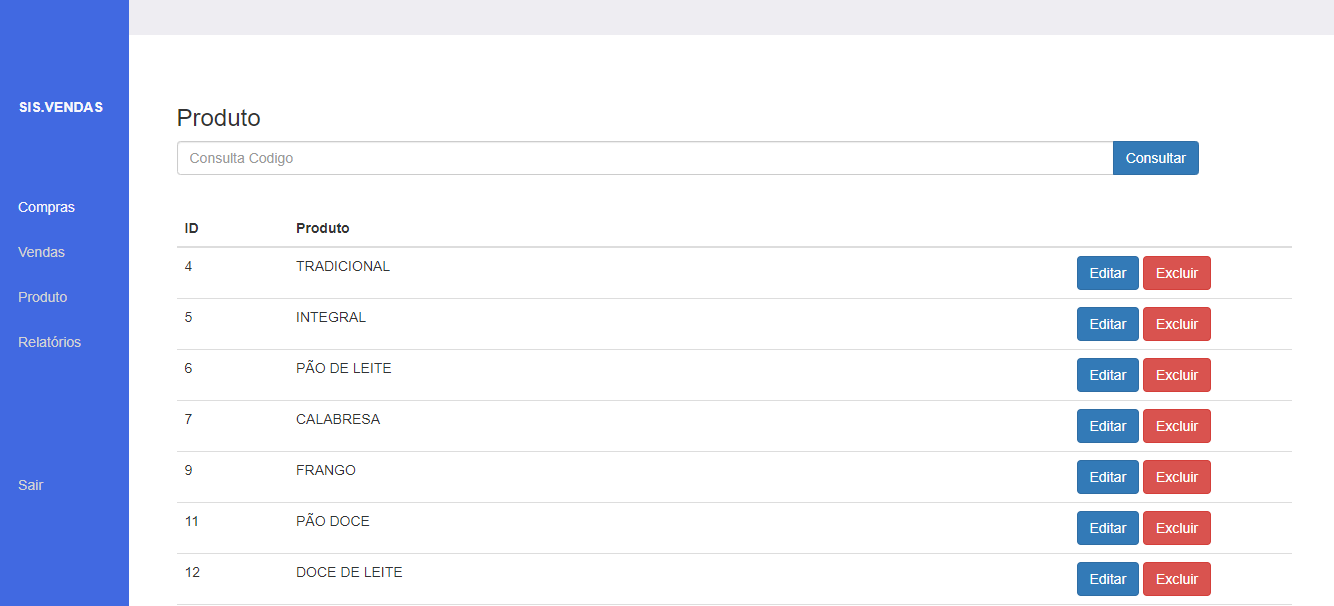 SIS.VENDAS
Compras
Vendas
Produto
Relatórios
Sair
Produto
Consulta Codigo Consultar
ID Produto
4 TRADICIONAL Editar Excluir
5 INTEGRAL Editar Excluir
6 PÃO DE LEITE Editar Excluir
7 CALABRESA Editar Excluir
9 FRANGO Editar Excluir
11 PÃO DOCE Editar Excluir
12 DOCE DE LEITE Editar Excluir